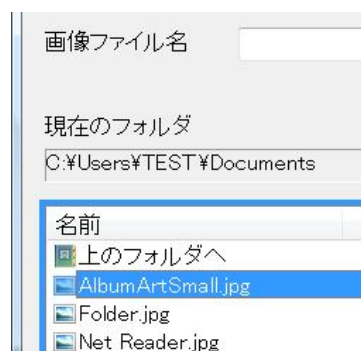 画像ファイル名
現在のフォルダ
C:¥Users¥TEST¥Documents
名前
上のフォルダへ
AlbumArtSmall.jpg
Folder.jpg
Net Reader.jpg